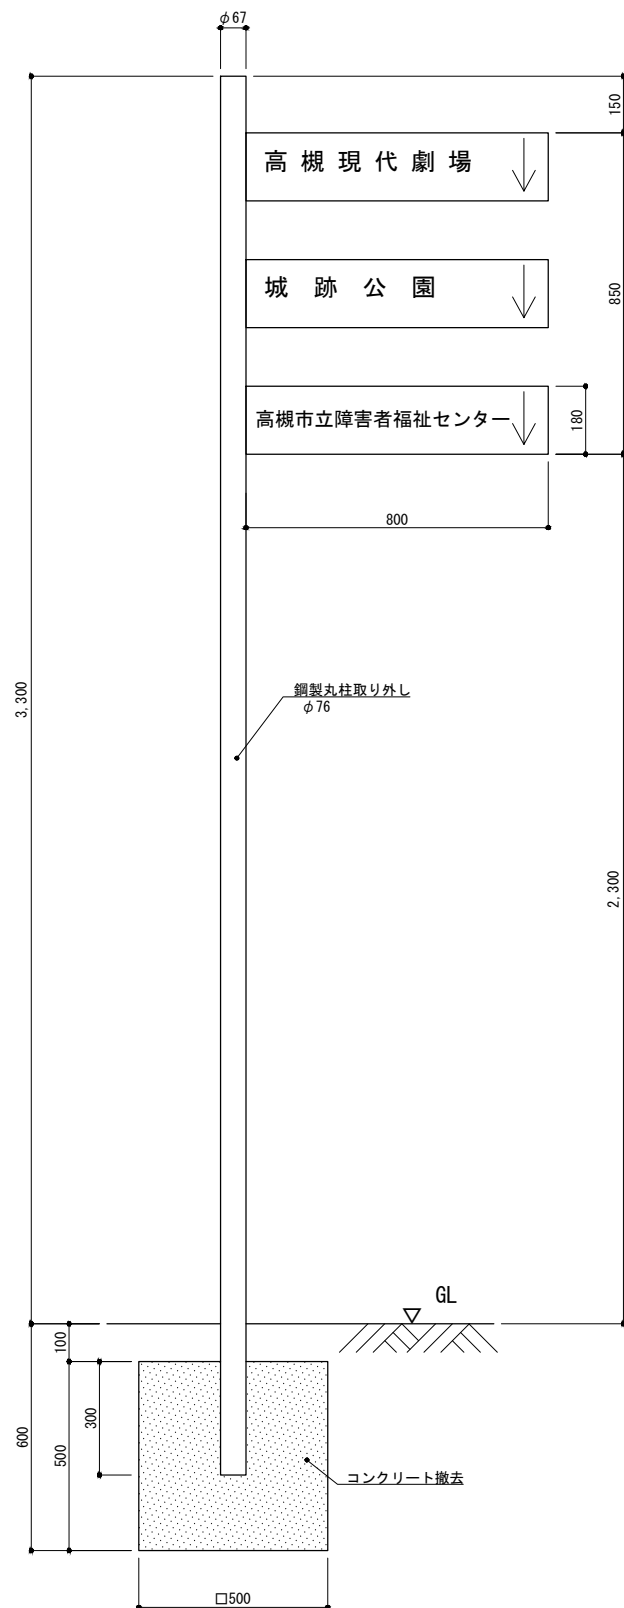 φ67
150
高槻現代劇場
城跡公園
850
高槻市立障害者福祉センター
180
800
3,300
鋼製丸柱取り外し
φ76
2,300
GL
100
300
600
500
コンクリート撤去
□500